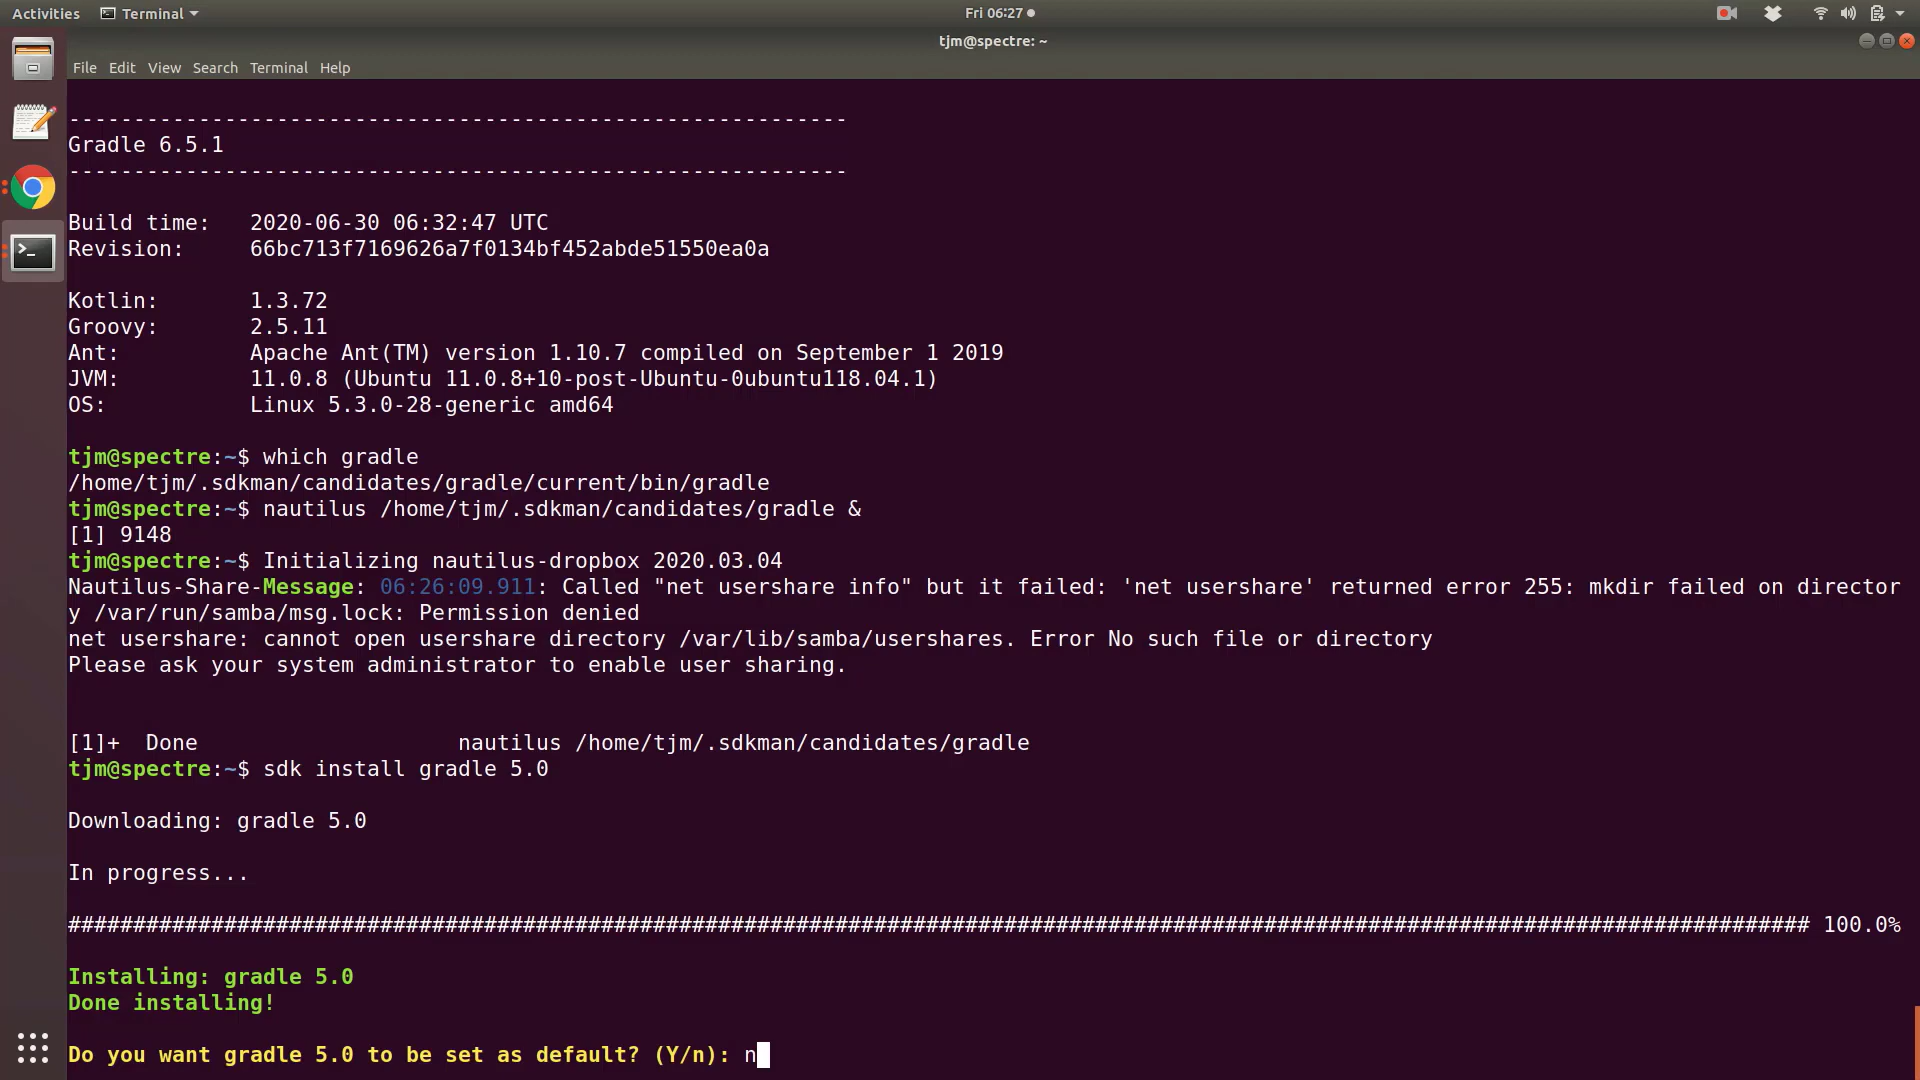 Activities Terminal Fri 06:27
tjm@spectre: ~
File Edit View Search Terminal Help
------------------------------------------------------------
Gradle 6.5.1
------------------------------------------------------------
Build time:   2020-06-30 06:32:47 UTC
Revision:     66bc713f7169626a7f0134bf452abde51550ea0a
Kotlin:       1.3.72
Groovy:       2.5.11
Ant:          Apache Ant(TM) version 1.10.7 compiled on September 1 2019
JVM:          11.0.8 (Ubuntu 11.0.8+10-post-Ubuntu-0ubuntu118.04.1)
OS:           Linux 5.3.0-28-generic amd64
tjm@spectre:~$ which gradle
/home/tjm/.sdkman/candidates/gradle/current/bin/gradle
tjm@spectre:~$ nautilus /home/tjm/.sdkman/candidates/gradle &
[1] 9148
tjm@spectre:~$ Initializing nautilus-dropbox 2020.03.04
Nautilus-Share-Message: 06:26:09.911: Called "net usershare info" but it failed: 'net usershare' returned error 255: mkdir failed on director
y /var/run/samba/msg.lock: Permission denied
net usershare: cannot open usershare directory /var/lib/samba/usershares. Error No such file or directory
Please ask your system administrator to enable user sharing.
[1]+  Done                    nautilus /home/tjm/.sdkman/candidates/gradle
tjm@spectre:~$ sdk install gradle 5.0
Downloading: gradle 5.0
In progress...
###################################################################################################################################### 100.0%
Installing: gradle 5.0
Done installing!
Do you want gradle 5.0 to be set as default? (Y/n): n